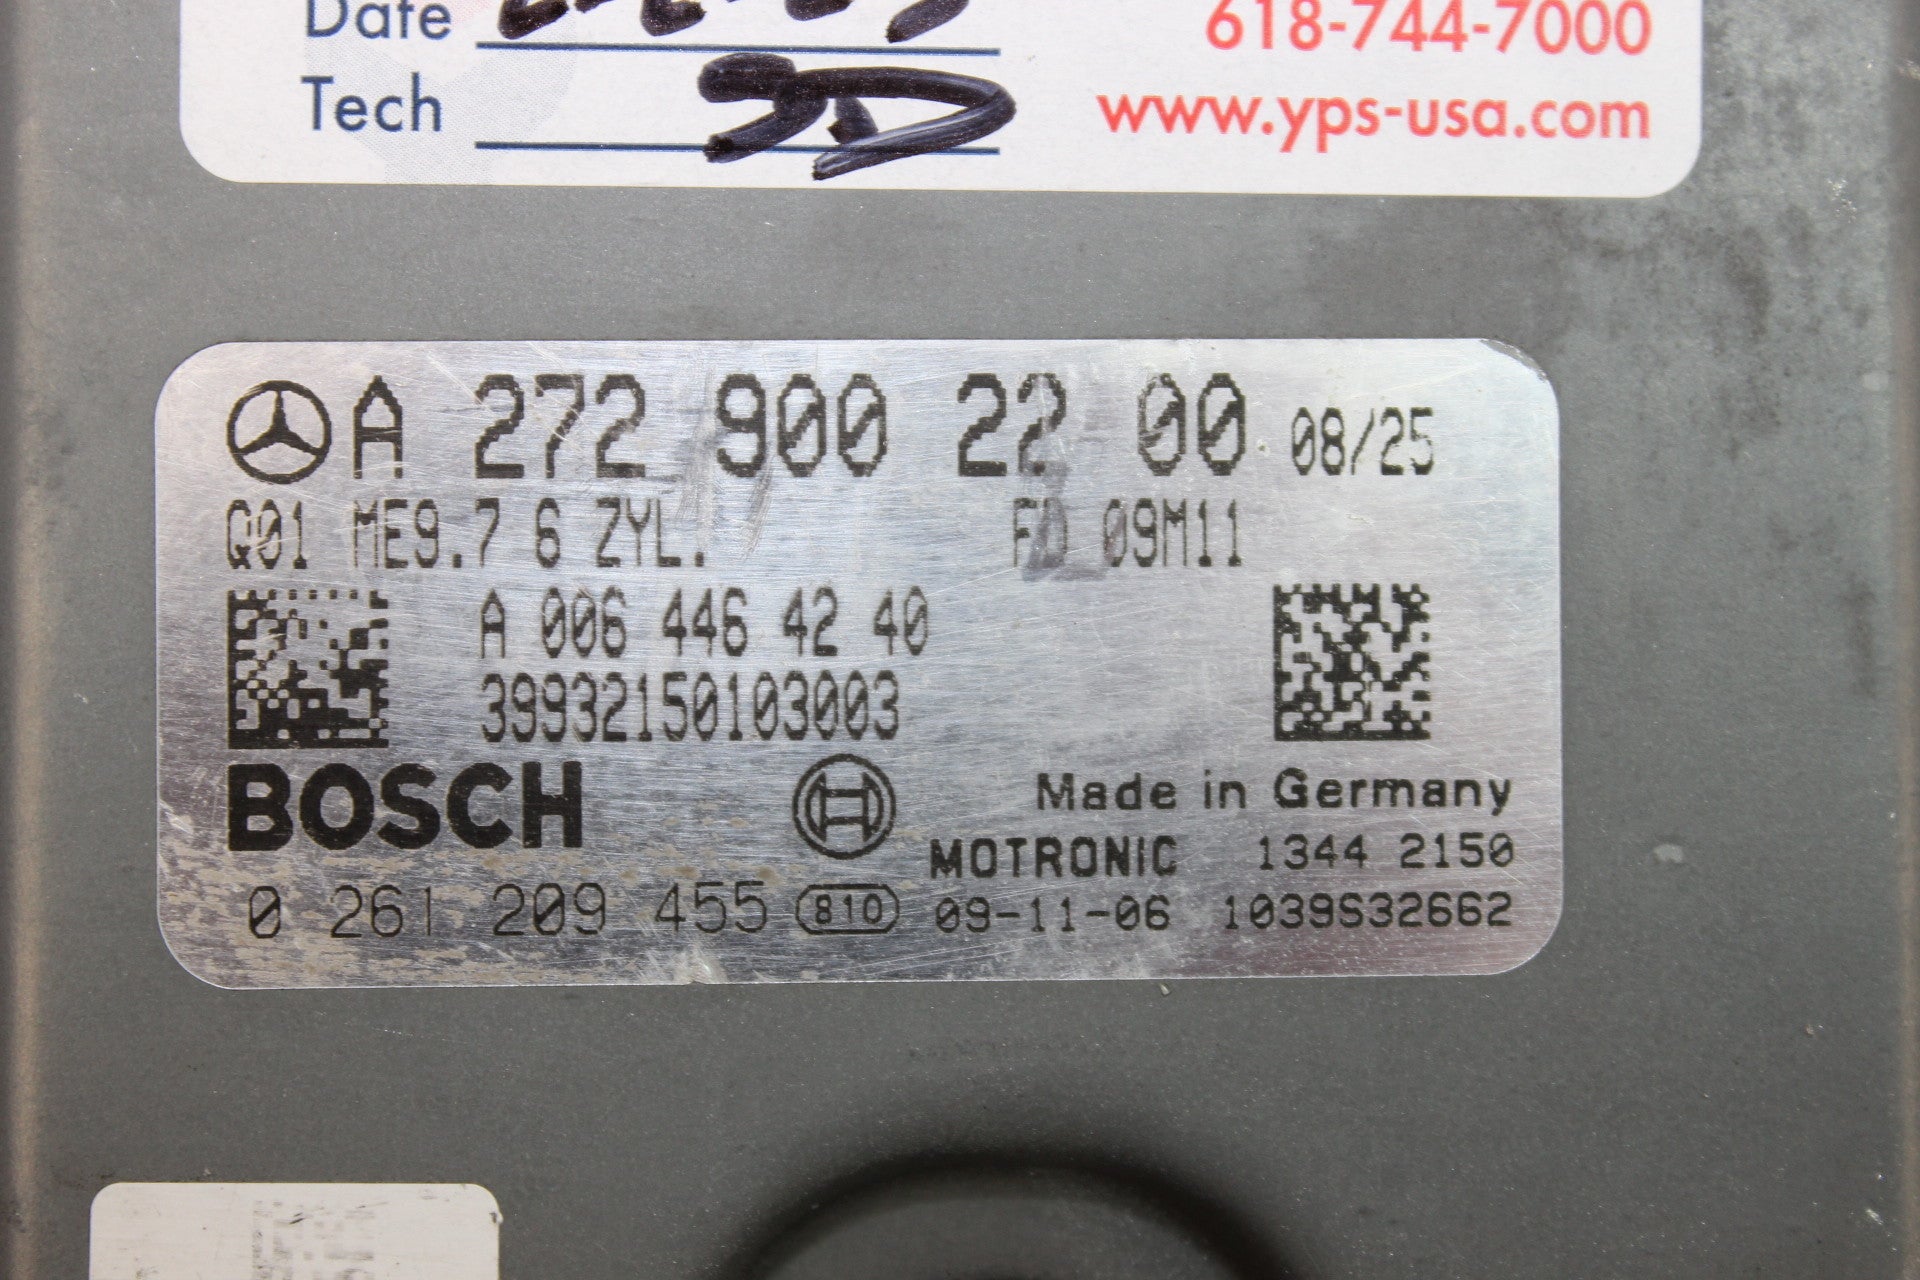 Date
618-744-7000
Tech JD www.yps-usa.com
A 272 900 22 00 08/25
Q01 ME9.7 6 ZYL. FD 09M11
A 006 446 42 40
39932150103003
BOSCH
Made in Germany
MOTRONIC 1344 2150
0 261 209 455 810 09-11-06 1039S32662